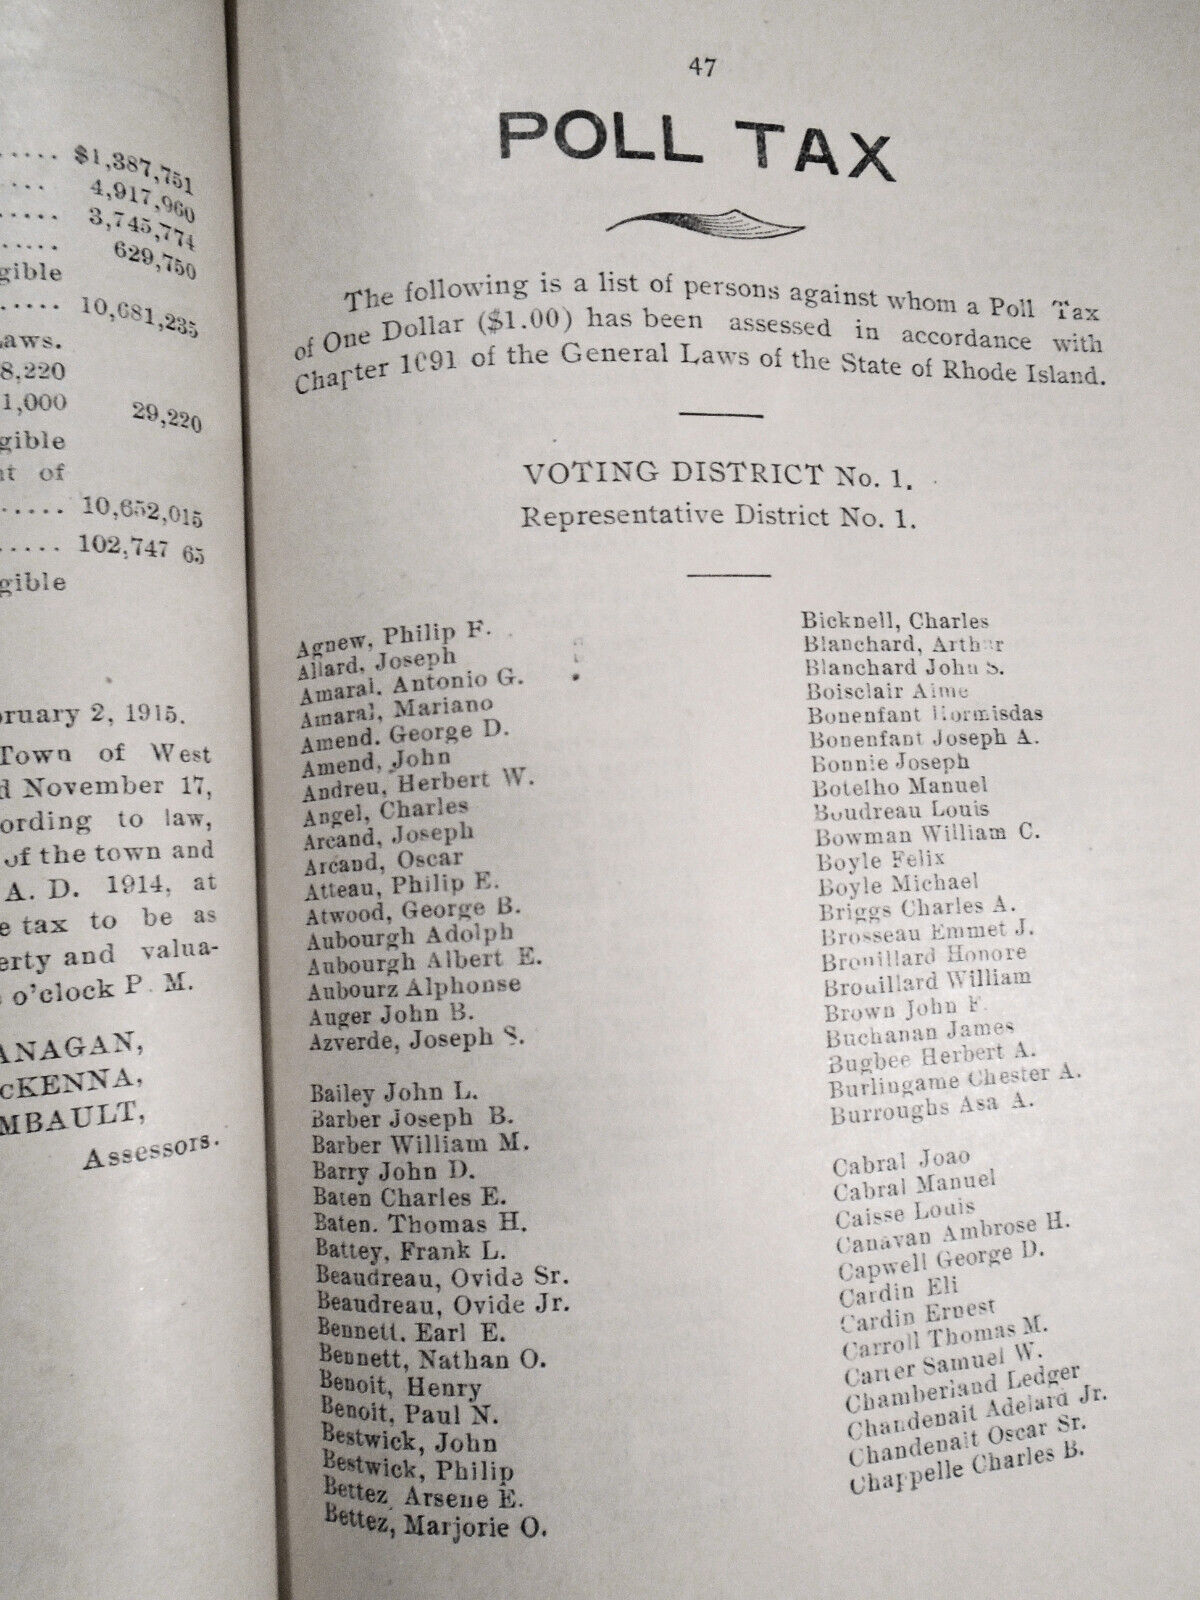 ..... $1,387,751
... 4,917,960
..... 3,745,774
.... 629,750
gible
.... 10,681,235
aws.
8,220
1,000 29,220
gible
nt of
..... 10,652,015
.... 102,747 65
gible
bruary 2, 1915.
Town of West
d November 17,
ording to law,
of the town and
A. D. 1914, at
e tax to be as
erty and valua-
o'clock P. M.
ANAGAN,
cKENNA,
MBAULT,
Assessors.
47
POLL TAX
The following is a list of persons against whom a Poll Tax
of One Dollar ($1.00) has been assessed in accordance with
Chapter 1091 of the General Laws of the State of Rhode Island.
VOTING DISTRICT No. 1.
Representative District No. 1.
Agnew, Philip F.
Allard, Joseph
Amaral, Antonio G.
Amaral, Mariano
Amend. George D.
Amend, John
Andreu, Herbert W.
Angel, Charles
Arcand, Joseph
Arcand, Oscar
Atteau, Philip E.
Atwood, George B.
Aubourgh Adolph
Aubourgh Albert E.
Aubourz Alphonse
Auger John B.
Azverde, Joseph S.
Bailey John L.
Barber Joseph B.
Barber William M.
Barry John D.
Baten Charles E.
Baten. Thomas H.
Battey, Frank L.
Beaudreau, Ovide Sr.
Beaudreau, Ovide Jr.
Bennett. Earl E.
Bennett, Nathan O.
Benoit, Henry
Benoit, Paul N.
Bestwick, John
Bestwick, Philip
Bettez, Arsene E.
Bettez, Marjorie O.
Bicknell, Charles
Blanchard, Arthur
Blanchard John S.
Boisclair Aime
Bonenfant Hormisdas
Bonenfant Joseph A.
Bonnie Joseph
Botelho Manuel
Boudreau Louis
Bowman William C.
Boyle Felix
Boyle Michael
Briggs Charles A.
Brosseau Emmet J.
Brouillard Honore
Brouillard William
Brown John F.
Buchanan James
Bugbee Herbert A.
Burlingame Chester A.
Burroughs Asa A.
Cabral Joao
Cabral Manuel
Caisse Louis
Canavan Ambrose H.
Capwell George D.
Cardin Eli
Cardin Ernest
Carroll Thomas M.
Carter Samuel W.
Chamberland Ledger
Chandenait Adelard Jr.
Chandenait Oscar Sr.
Chappelle Charles B.